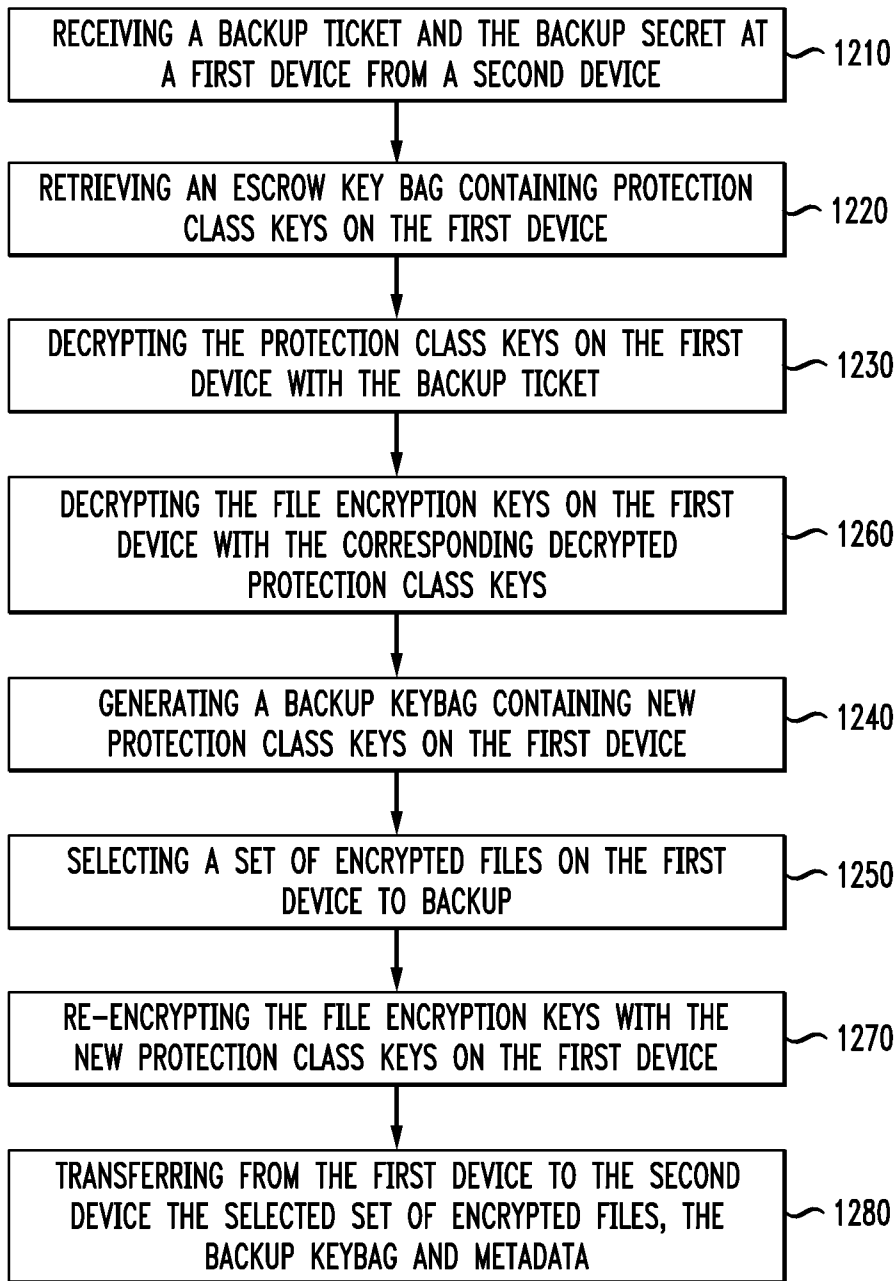 RECEIVING A BACKUP TICKET AND THE BACKUP SECRET AT
A FIRST DEVICE FROM A SECOND DEVICE
1210
RETRIEVING AN ESCROW KEY BAG CONTAINING PROTECTION
CLASS KEYS ON THE FIRST DEVICE
1220
DECRYPTING THE PROTECTION CLASS KEYS ON THE FIRST
DEVICE WITH THE BACKUP TICKET
1230
DECRYPTING THE FILE ENCRYPTION KEYS ON THE FIRST
DEVICE WITH THE CORRESPONDING DECRYPTED
PROTECTION CLASS KEYS
1260
GENERATING A BACKUP KEYBAG CONTAINING NEW
PROTECTION CLASS KEYS ON THE FIRST DEVICE
1240
SELECTING A SET OF ENCRYPTED FILES ON THE FIRST
DEVICE TO BACKUP
1250
RE-ENCRYPTING THE FILE ENCRYPTION KEYS WITH THE
NEW PROTECTION CLASS KEYS ON THE FIRST DEVICE
1270
TRANSFERRING FROM THE FIRST DEVICE TO THE SECOND
DEVICE THE SELECTED SET OF ENCRYPTED FILES, THE
BACKUP KEYBAG AND METADATA
1280